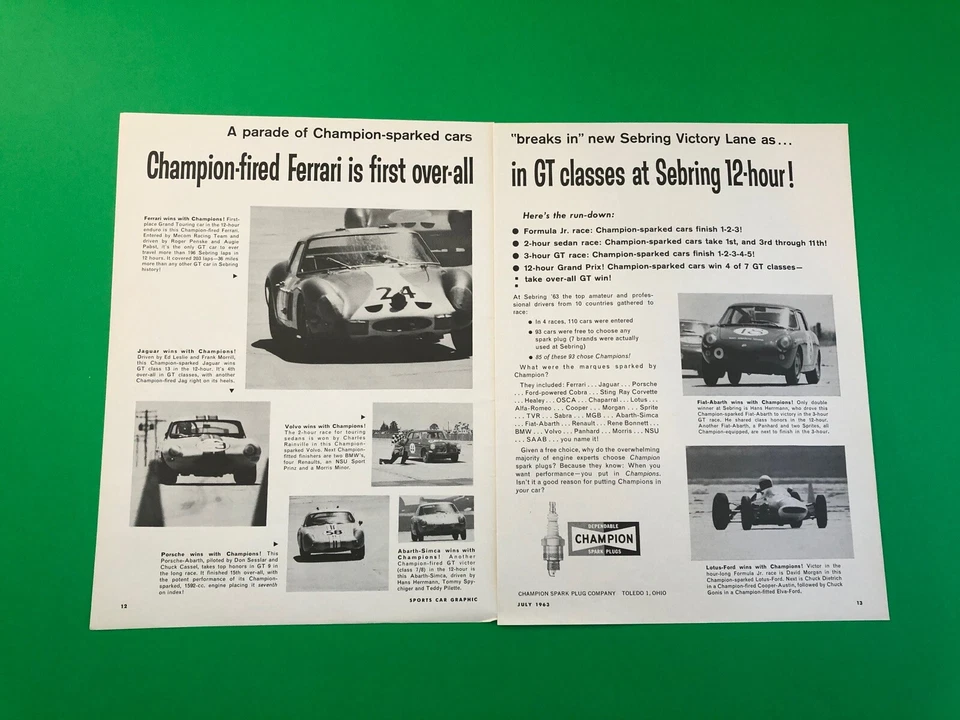 A parade of Champion-sparked cars
Champion-fired Ferrari is first over-all
Ferrari wins with Champions! First-
place Grand Touring car in the 12-hour
enduro is this Champion-fired Ferrari.
Entered by Mecom Racing Team and
driven by Roger Penske and Augie
Pabst, it's the only GT car to ever
travel more than 196 Sebring laps in
12 hours. It covered 203 laps—36 miles
more than any other GT car in Sebring
history!
24
Jaguar wins with Champions!
Driven by Ed Leslie and Frank Morrill,
this Champion-sparked Jaguar wins
GT class 13 in the 12-hour. It's 4th
over-all in GT classes, with another
Champion-fired Jag right on its heels.
Volvo wins with Champions!
The 2-hour race for touring
sedans is won by Charles
Rainville in this Champion-
sparked Volvo. Next Champion-
fitted finishers are two BMW's,
four Renaults, an NSU Sport
Prinz and a Morris Minor.
58
Porsche wins with Champions! This
Porsche-Abarth, piloted by Don Sesslar and
Chuck Cassel, takes top honors in GT 9 in
the long race. It finished 15th over-all, with
the potent performance of its Champion-
sparked, 1592-cc. engine placing it seventh
on index!
Abarth-Simca wins with
Champions! Another
Champion-fired GT victor
(class 7/8) in the 12-hour is
this Abarth-Simca, driven by
Hans Herrmann, Tommy Spy-
chiger and Teddy Pilette.
12
SPORTS CAR GRAPHIC
"breaks in" new Sebring Victory Lane as...
in GT classes at Sebring 12-hour!
Here's the run-down:
● Formula Jr. race: Champion-sparked cars finish 1-2-3!
● 2-hour sedan race: Champion-sparked cars take 1st, and 3rd through 11th!
● 3-hour GT race: Champion-sparked cars finish 1-2-3-4-5!
● 12-hour Grand Prix! Champion-sparked cars win 4 of 7 GT classes—
take over-all GT win!
At Sebring '63 the top amateur and profes-
sional drivers from 10 countries gathered to
race:
● In 4 races, 110 cars were entered
● 93 cars were free to choose any
spark plug (7 brands were actually
used at Sebring)
● 85 of these 93 chose Champions!
What were the marques sparked by
Champion?
They included: Ferrari . . . Jaguar . . . Porsche
. . . Ford-powered Cobra . . . Sting Ray Corvette
. . . Healey . . . OSCA . . . Chaparral . . . Lotus . . .
Alfa-Romeo . . . Cooper . . . Morgan . . . Sprite
. . . TVR . . . Sabra . . . MGB . . . Abarth-Simca
. . . Fiat-Abarth . . . Renault . . . Rene Bonnett . . .
BMW . . . Volvo . . . Panhard . . . Morris . . . NSU
. . . SAAB . . . you name it!
Given a free choice, why do the overwhelming
majority of engine experts choose Champion
spark plugs? Because they know: When you
want performance—you put in Champions.
Isn't it a good reason for putting Champions in
your car?
DEPENDABLE
CHAMPION
SPARK PLUGS
CHAMPION SPARK PLUG COMPANY TOLEDO 1, OHIO
Fiat-Abarth wins with Champions! Only double
winner at Sebring is Hans Herrmann, who drove this
Champion-sparked Fiat-Abarth to victory in the 3-hour
GT race. He shared class honors in the 12-hour.
Another Fiat-Abarth, a Panhard and two Sprites, all
Champion-equipped, are next to finish in the 3-hour.
Lotus-Ford wins with Champions! Victor in the
hour-long Formula Jr. race is David Morgan in this
Champion-sparked Lotus-Ford. Next is Chuck Dietrich
in a Champion-fired Cooper-Austin, followed by Chuck
Gonis in a Champion-fitted Elva-Ford.
JULY 1963
13